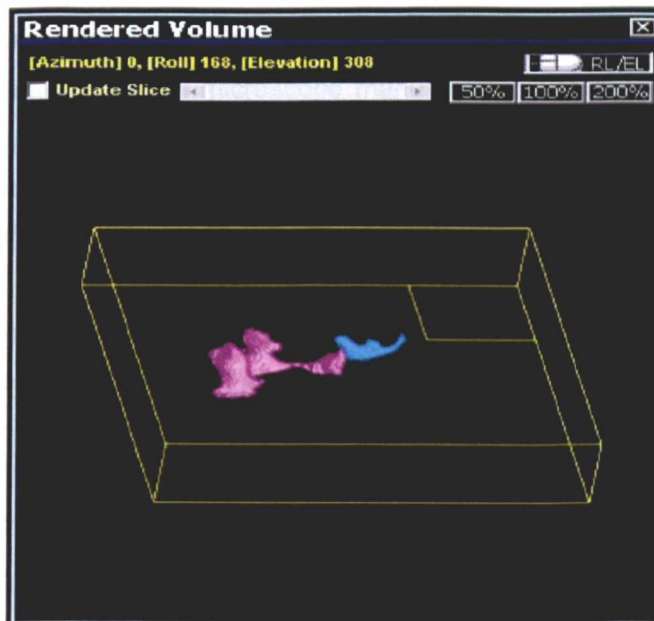 Rendered Volume
[Azimuth] 0, [Roll] 168, [Elevation] 308
RL/EL
Update Slice
50% 100% 200%